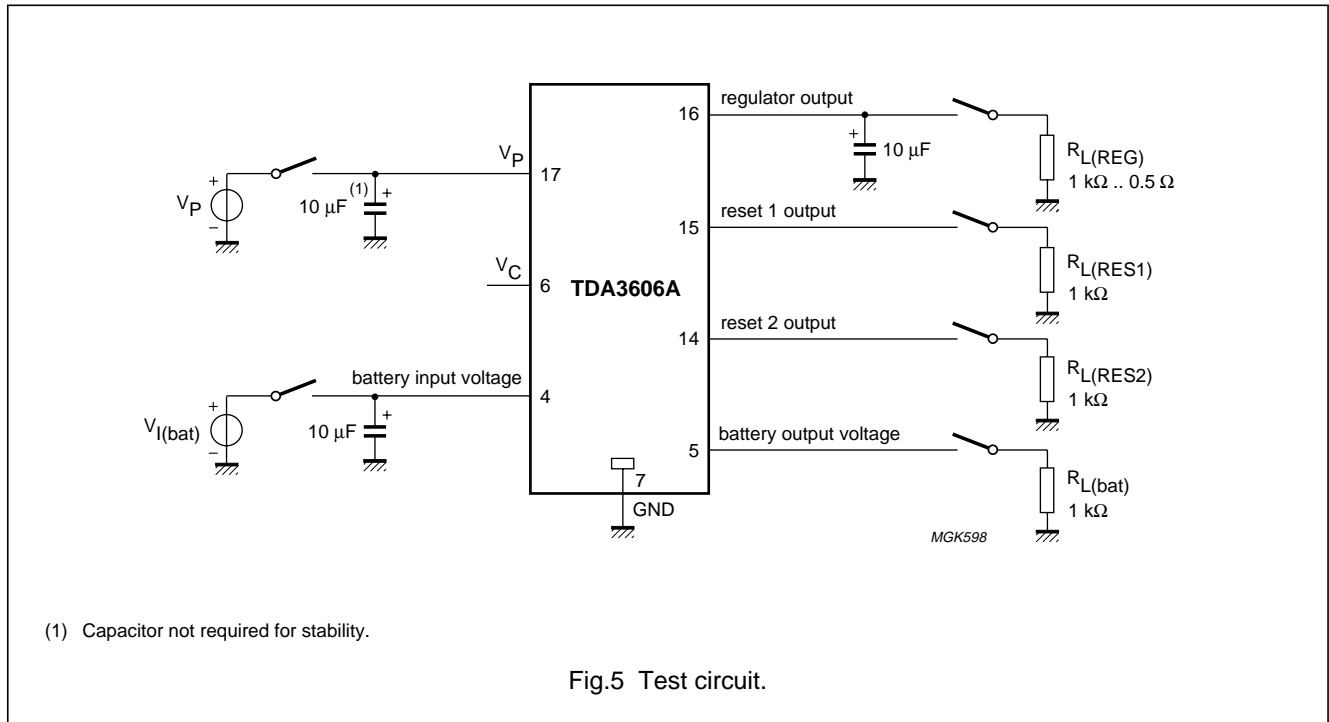 regulator output
16
+
10 µF
R_L(REG)
1 kΩ .. 0.5 Ω
V_P
17
+
V_P
−
(1)
+
10 µF
reset 1 output
15
R_L(RES1)
1 kΩ
V_C
6
TDA3606A
reset 2 output
14
R_L(RES2)
1 kΩ
battery input voltage
4
+
V_I(bat)
−
+
10 µF
battery output voltage
5
R_L(bat)
1 kΩ
7
GND
MGK598
(1) Capacitor not required for stability.
Fig.5 Test circuit.